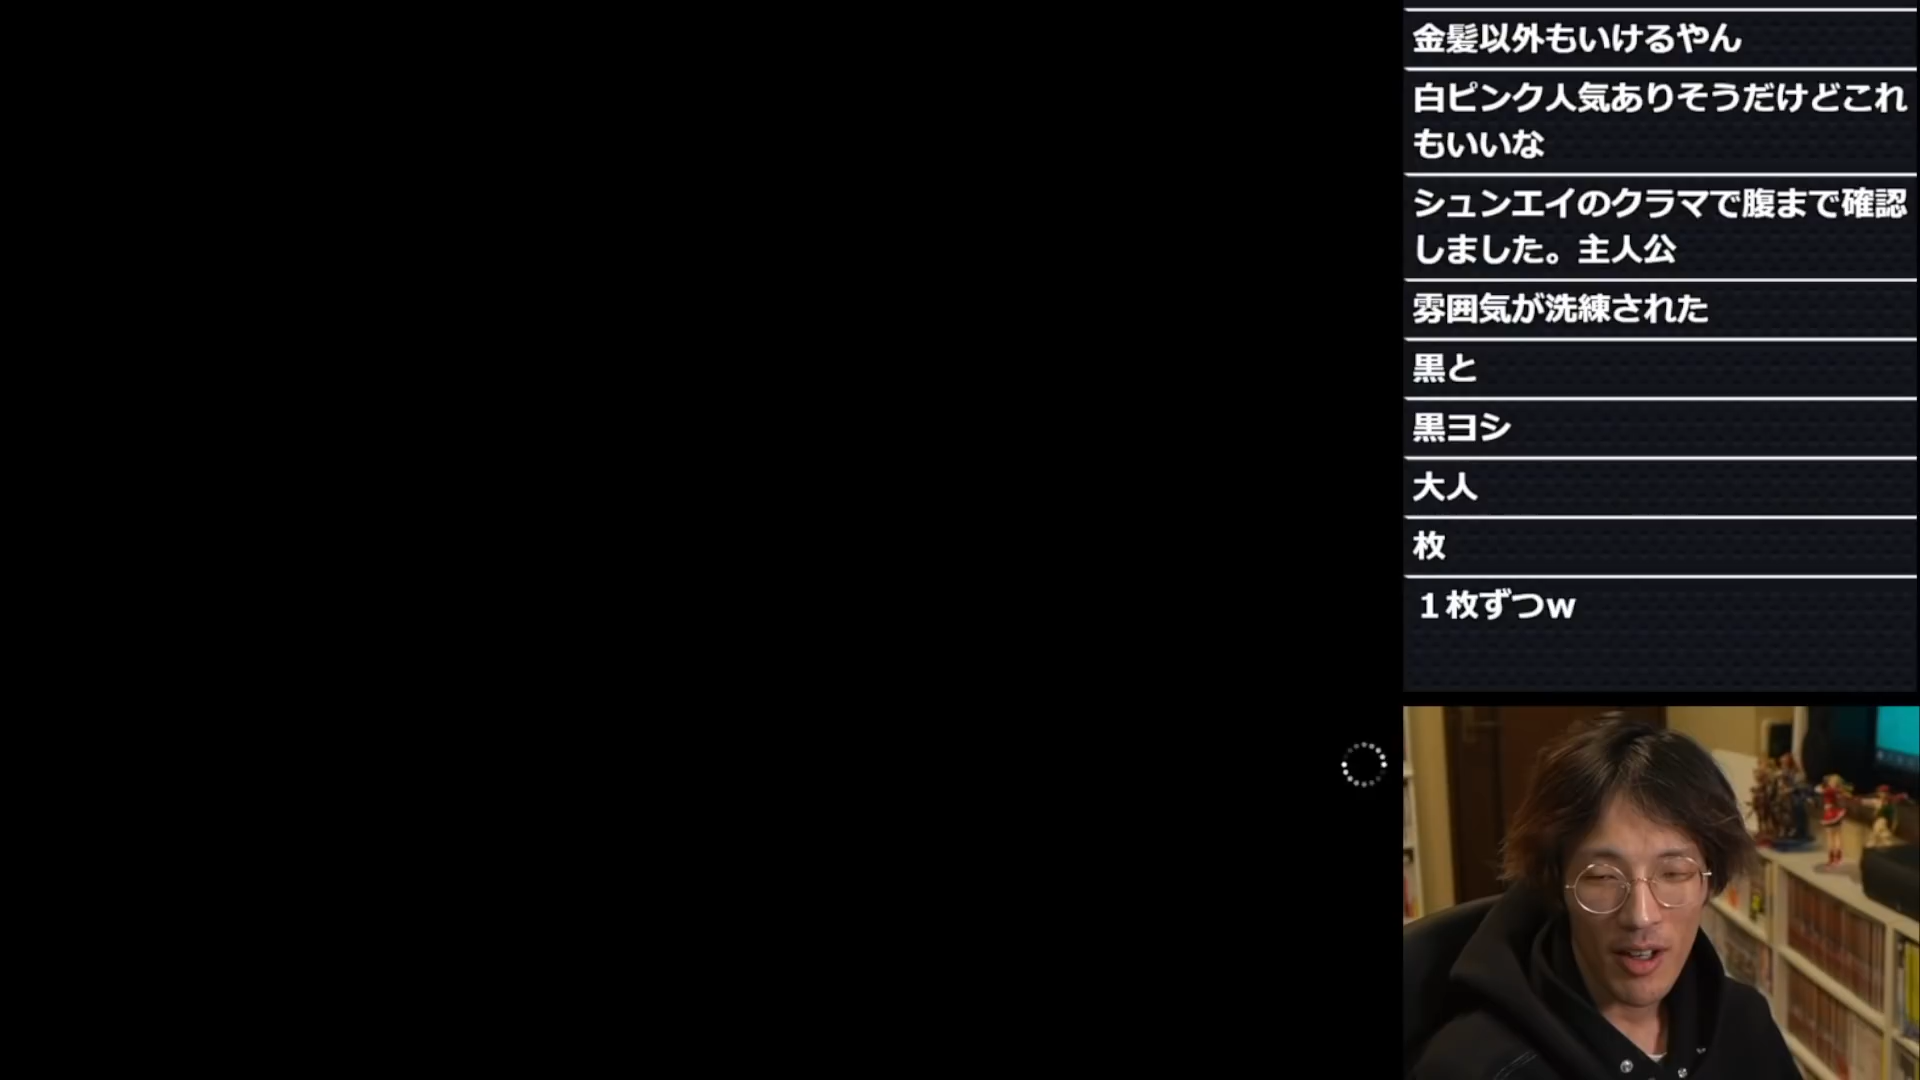 金髪以外もいけるやん
白ピンク人気ありそうだけどこれ
もいいな
シュンエイのクラマで腹まで確認
しました。主人公
雰囲気が洗練された
黒と
黒ヨシ
大人
枚
１枚ずつw